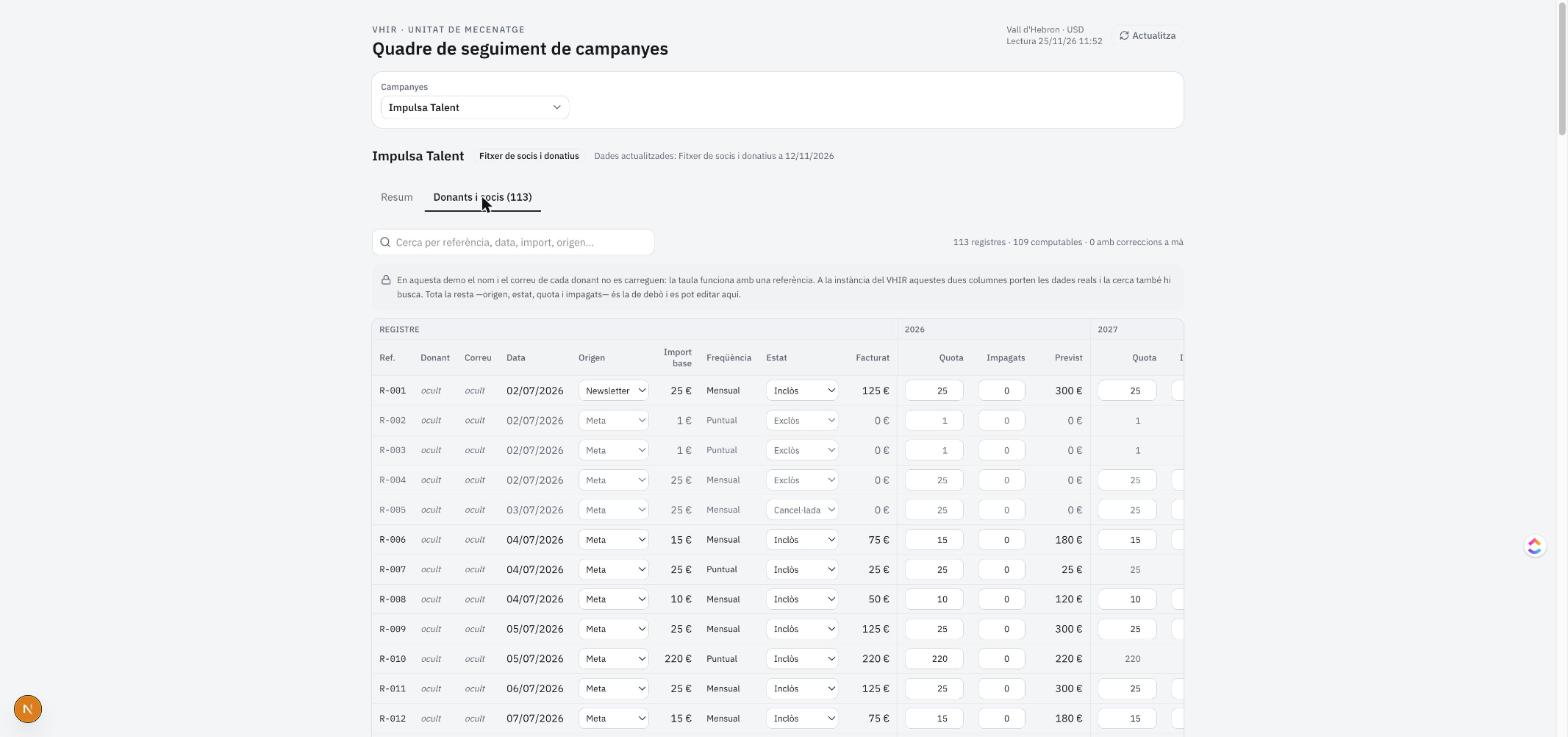 VHIR · UNITAT DE MECENATGE
Quadre de seguiment de campanyes
Vall d'Hebron · USD
Lectura 25/11/26 11:52
Actualitza
Campanyes
Impulsa Talent
Impulsa Talent Fitxer de socis i donatius Dades actualitzades: Fitxer de socis i donatius a 12/11/2026
Resum Donants i socis (113)
Cerca per referència, data, import, origen...
113 registres · 109 computables · 0 amb correccions a mà
En aquesta demo el nom i el correu de cada donant no es carreguen: la taula funciona amb una referència. A la instància del VHIR aquestes dues columnes porten les dades reals i la cerca també hi
busca. Tota la resta —origen, estat, quota i impagats— és la de debò i es pot editar aquí.
REGISTRE 2026 2027
Ref. Donant Correu Data Origen Import base Freqüència Estat Facturat Quota Impagats Previst Quota
R-001 ocult ocult 02/07/2026 Newsletter 25 € Mensual Inclòs 125 € 25 0 300 € 25
R-002 ocult ocult 02/07/2026 Meta 1 € Puntual Exclòs 0 € 1 0 0 € 1
R-003 ocult ocult 02/07/2026 Meta 1 € Puntual Exclòs 0 € 1 0 0 € 1
R-004 ocult ocult 02/07/2026 Meta 25 € Mensual Exclòs 0 € 25 0 0 € 25
R-005 ocult ocult 03/07/2026 Meta 25 € Mensual Cancel·lada 0 € 25 0 0 € 25
R-006 ocult ocult 04/07/2026 Meta 15 € Mensual Inclòs 75 € 15 0 180 € 15
R-007 ocult ocult 04/07/2026 Meta 25 € Puntual Inclòs 25 € 25 0 25 € 25
R-008 ocult ocult 04/07/2026 Meta 10 € Mensual Inclòs 50 € 10 0 120 € 10
R-009 ocult ocult 05/07/2026 Meta 25 € Mensual Inclòs 125 € 25 0 300 € 25
R-010 ocult ocult 05/07/2026 Meta 220 € Puntual Inclòs 220 € 220 0 220 € 220
R-011 ocult ocult 06/07/2026 Meta 25 € Mensual Inclòs 125 € 25 0 300 € 25
R-012 ocult ocult 07/07/2026 Meta 15 € Mensual Inclòs 75 € 15 0 180 € 15
N